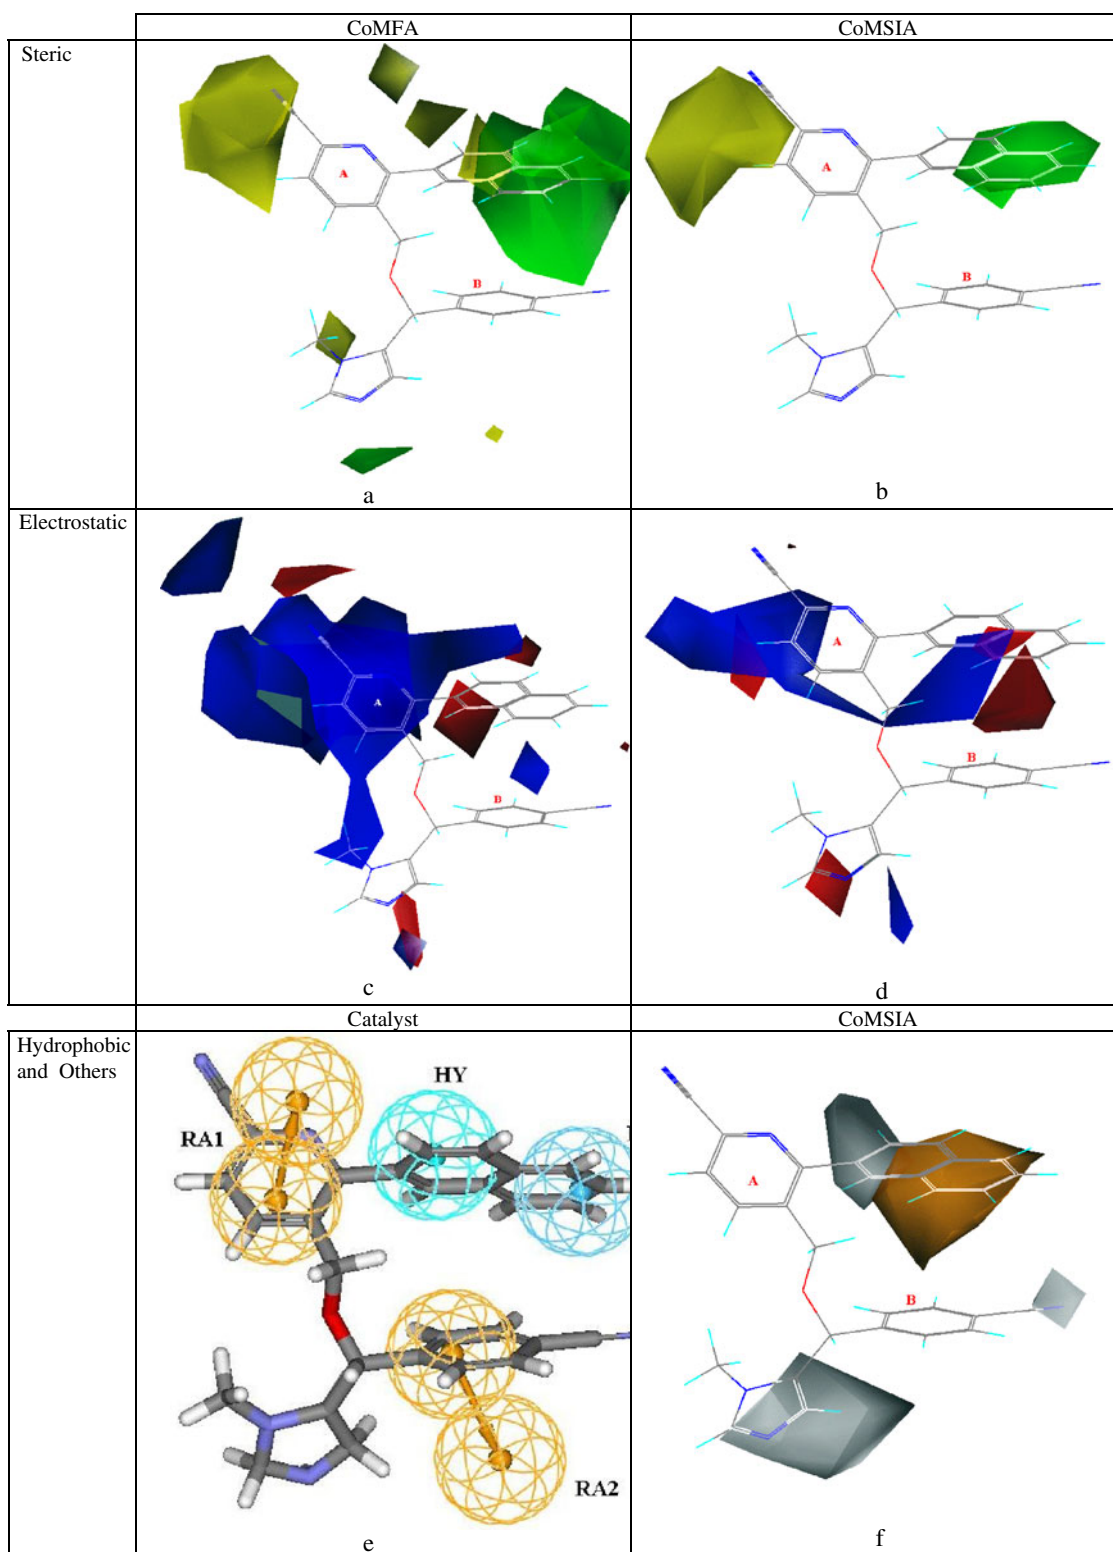 CoMFA CoMSIA
Steric
A
B
a
A
B
b
Electrostatic
A
B
c
A
B
d
Catalyst CoMSIA
Hydrophobic
and Others
HY
RA1
RA2
e
A
B
f